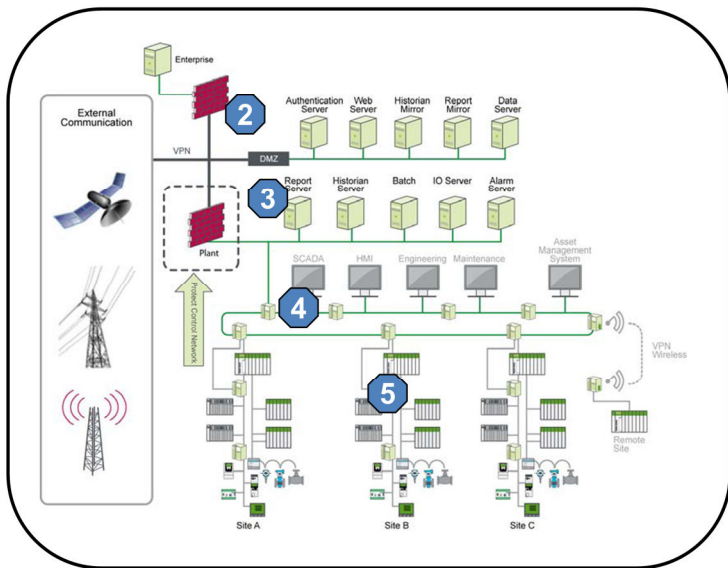 Enterprise
External
Communication
2
Authentication
Server
Web
Server
Historian
Mirror
Report
Mirror
Data
Server
VPN
DMZ
3
Report
Server
Historian
Server
Batch
IO Server
Alarm
Server
Plant
Protect Control Network
SCADA
HMI
Engineering
Maintenance
Asset
Management
System
4
VPN
Wireless
5
Remote
Site
Site A
Site B
Site C